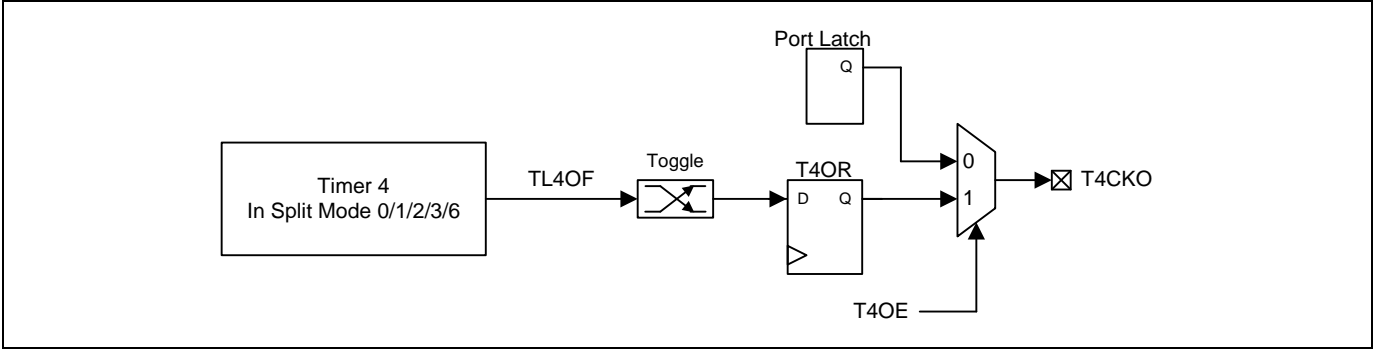 Port Latch
Q
Timer 4
In Split Mode 0/1/2/3/6
TL4OF
Toggle
T4OR
D Q
0
1
T4CKO
T4OE